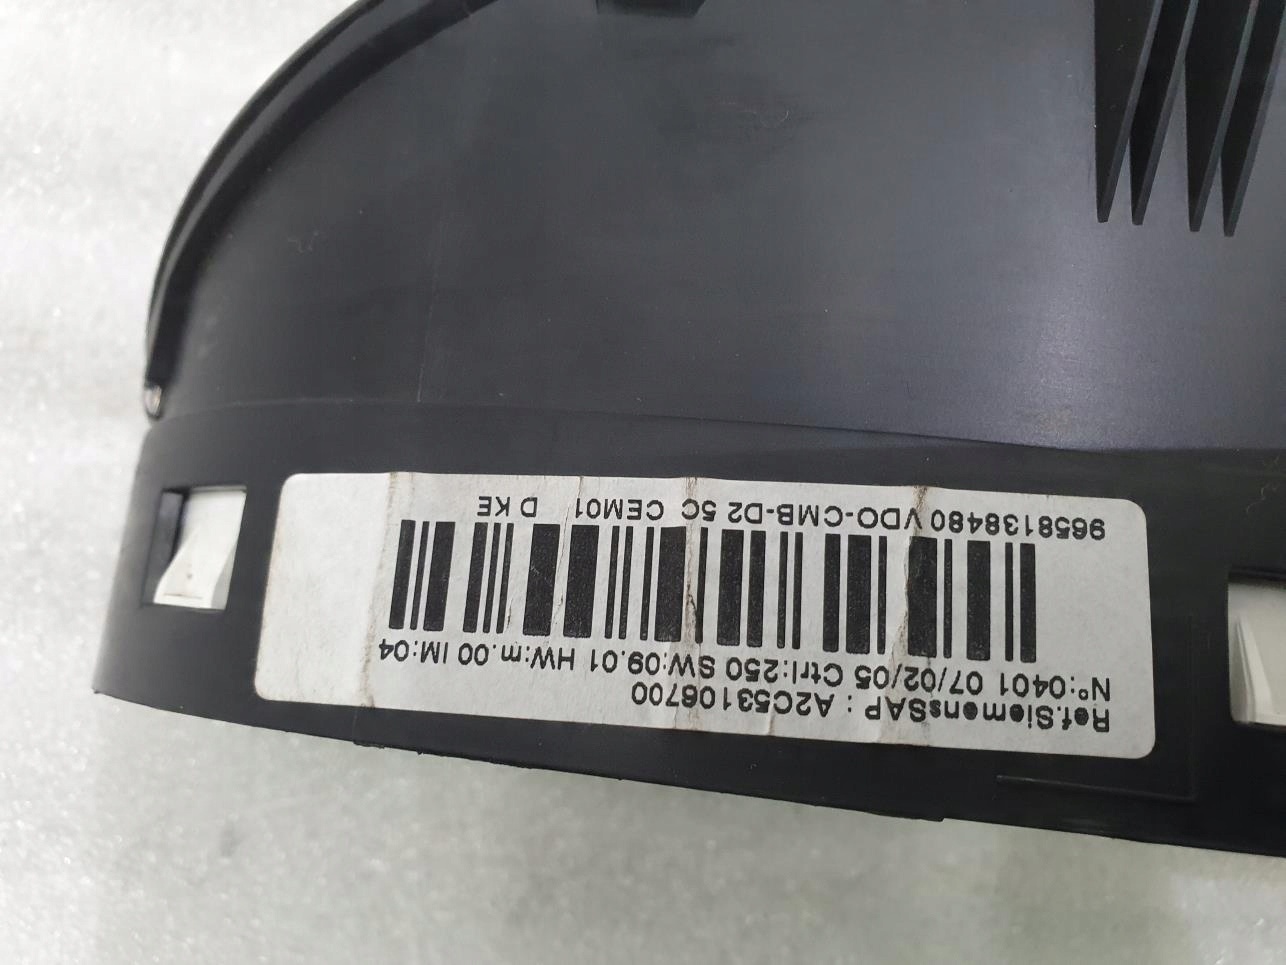 Ref.SiemensSAP : A2C53106700
Nº:0401 07/02/05 Ctrl:250 SW:09.01 HW:m.00 IM:04
9658138480 VDO-CMB-D2 5C CEM01 D KE